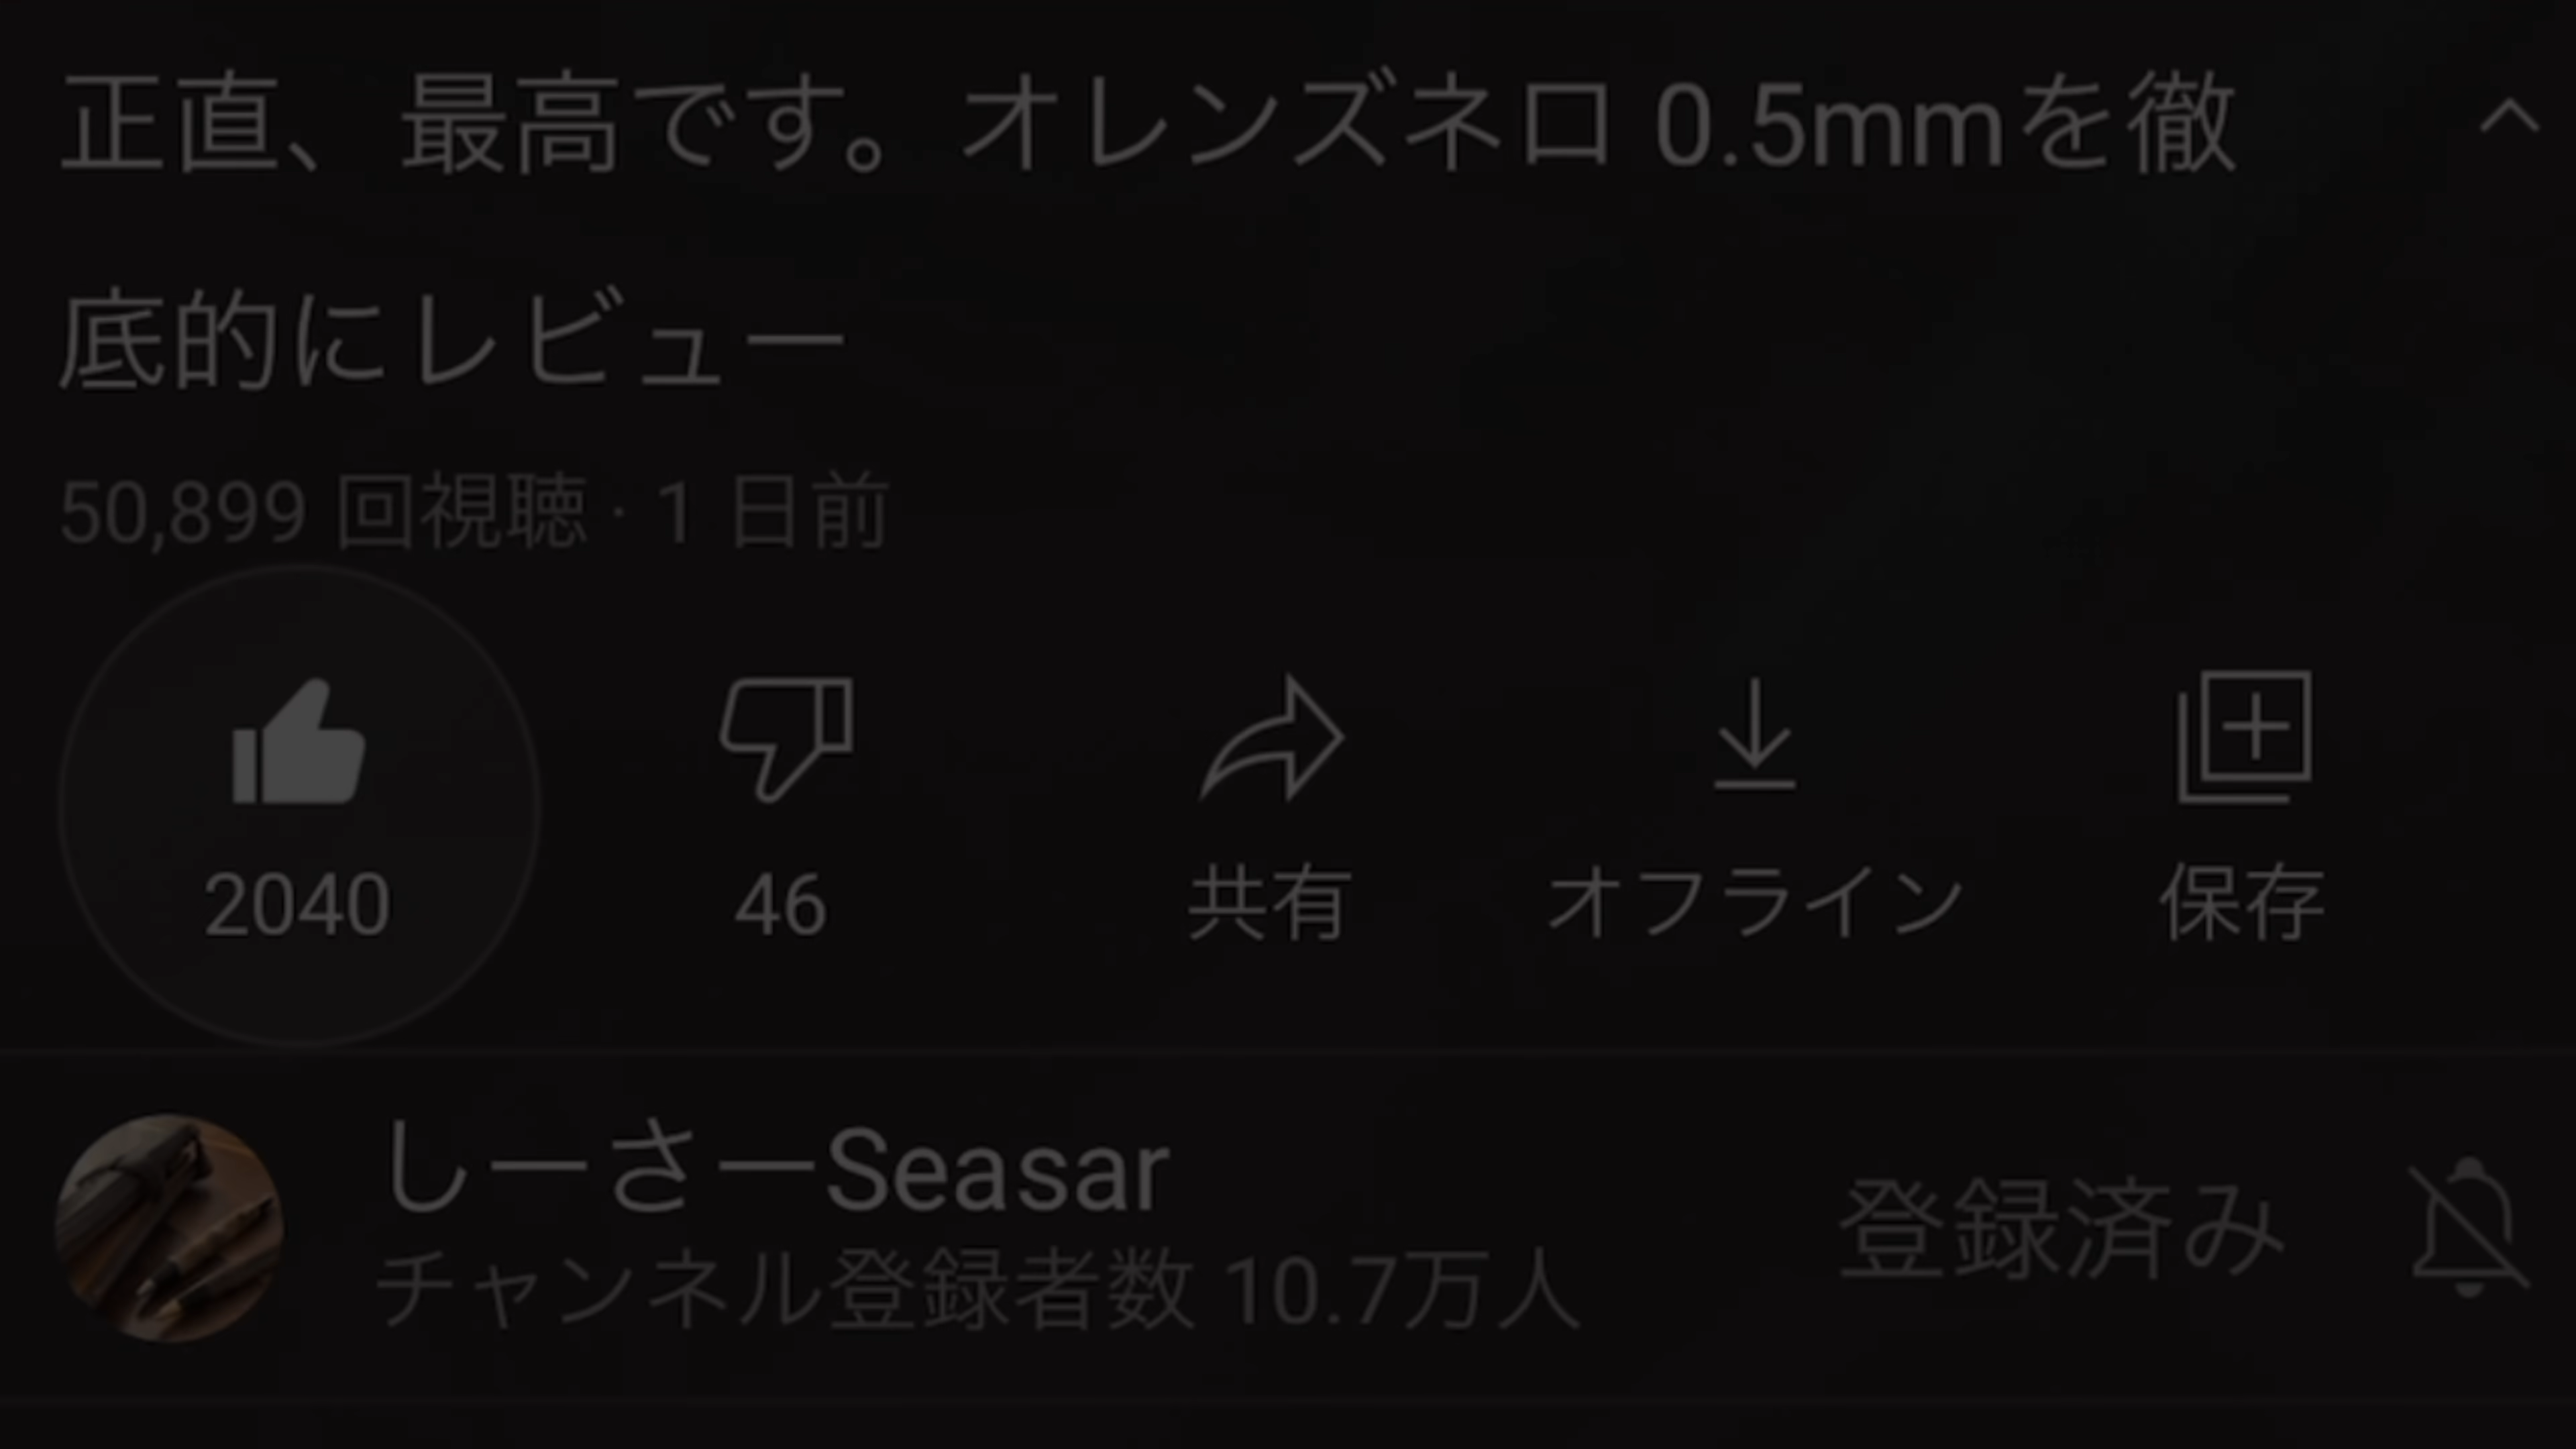 正直、最高です。オレンズネロ 0.5mmを徹
底的にレビュー
50,899 回視聴 · 1 日前
2040
46
共有
オフライン
保存
しーさーSeasar
登録済み
チャンネル登録者数 10.7万人